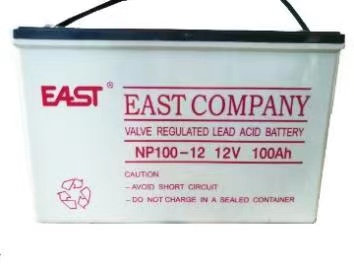 EAST®
EAST COMPANY
VALVE REGULATED LEAD ACID BATTERY
NP100-12 12V 100Ah
CAUTION
- AVOID SHORT CIRCUIT
- DO NOT CHARGE IN A SEALED CONTAINER